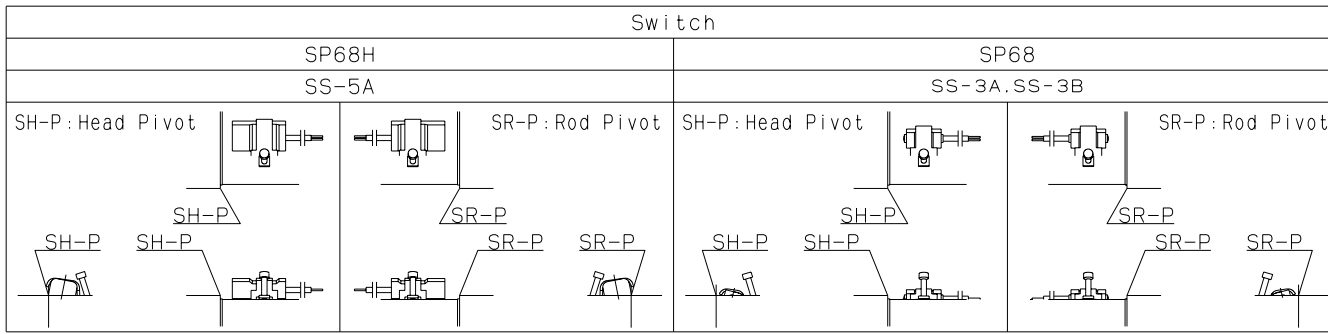 Switch
SP68H SP68
SS-5A SS-3A.SS-3B
SH-P:Head Pivot SR-P:Rod Pivot SH-P:Head Pivot SR-P:Rod Pivot
SH-P SR-P SH-P SR-P
SH-P SH-P SR-P SR-P SH-P SH-P SR-P SR-P